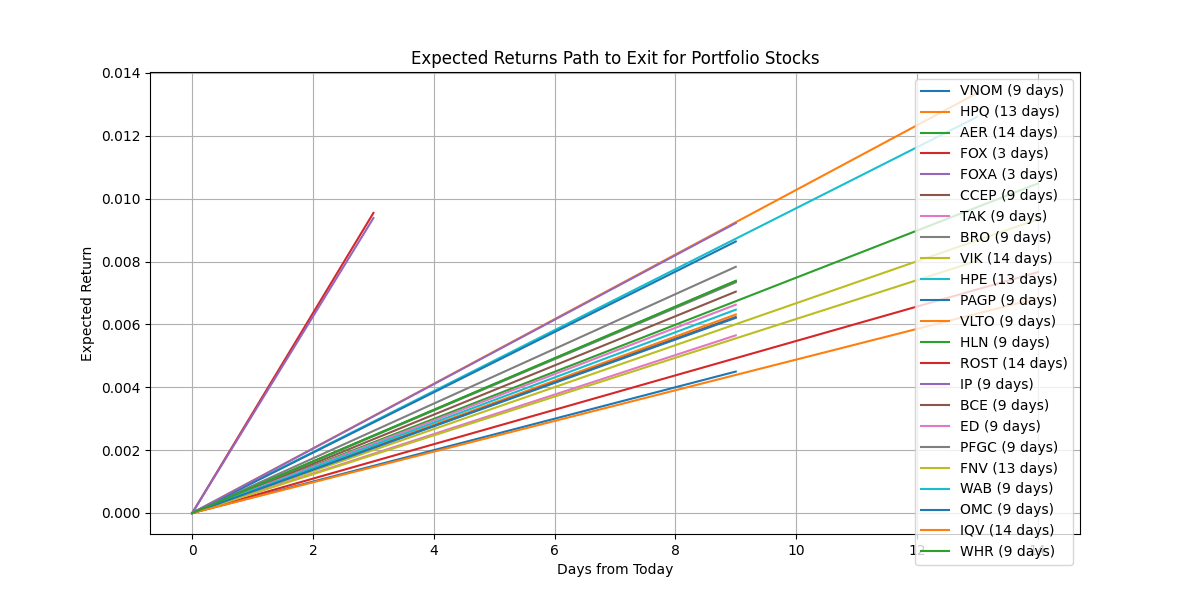 Expected Returns Path to Exit for Portfolio Stocks
Expected Return
0.014
0.012
0.010
0.008
0.006
0.004
0.002
0.000
0 2 4 6 8 10 12 14
Days from Today
VNOM (9 days)
HPQ (13 days)
AER (14 days)
FOX (3 days)
FOXA (3 days)
CCEP (9 days)
TAK (9 days)
BRO (9 days)
VIK (14 days)
HPE (13 days)
PAGP (9 days)
VLTO (9 days)
HLN (9 days)
ROST (14 days)
IP (9 days)
BCE (9 days)
ED (9 days)
PFGC (9 days)
FNV (13 days)
WAB (9 days)
OMC (9 days)
IQV (14 days)
WHR (9 days)